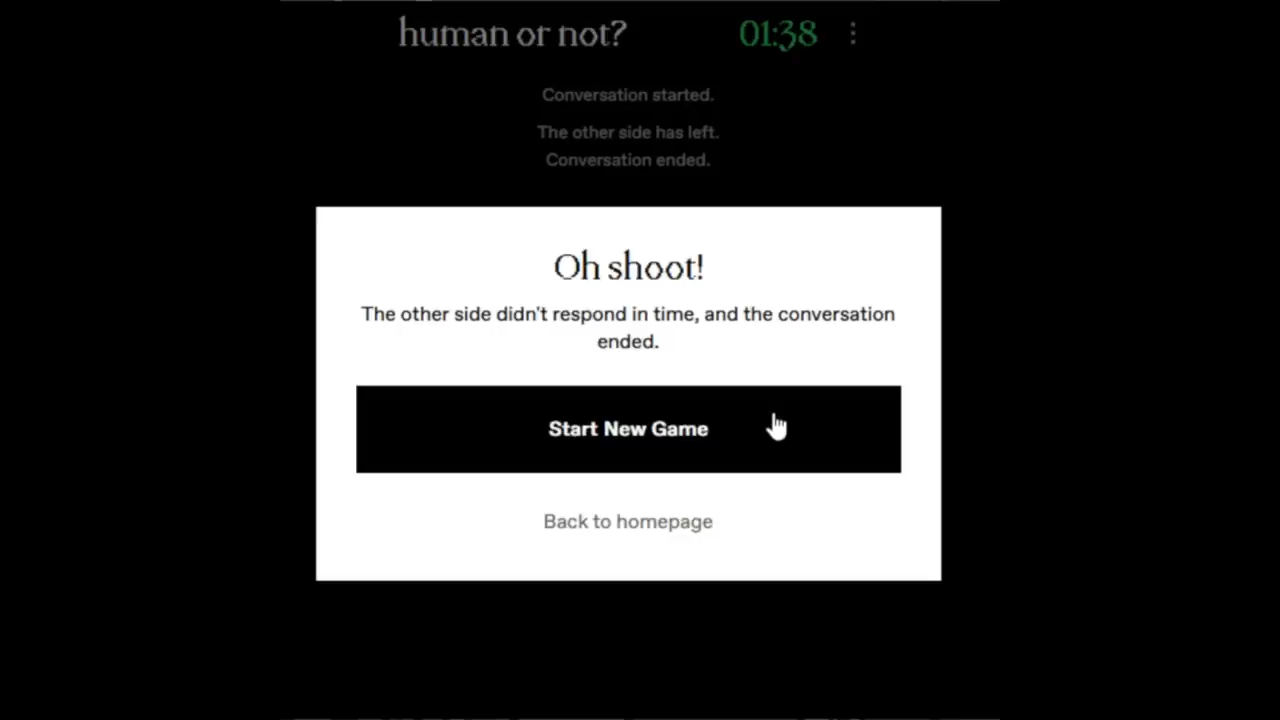 human or not?
01:38
Conversation started.
The other side has left.
Conversation ended.
Oh shoot!
The other side didn't respond in time, and the conversation
ended.
Start New Game
Back to homepage